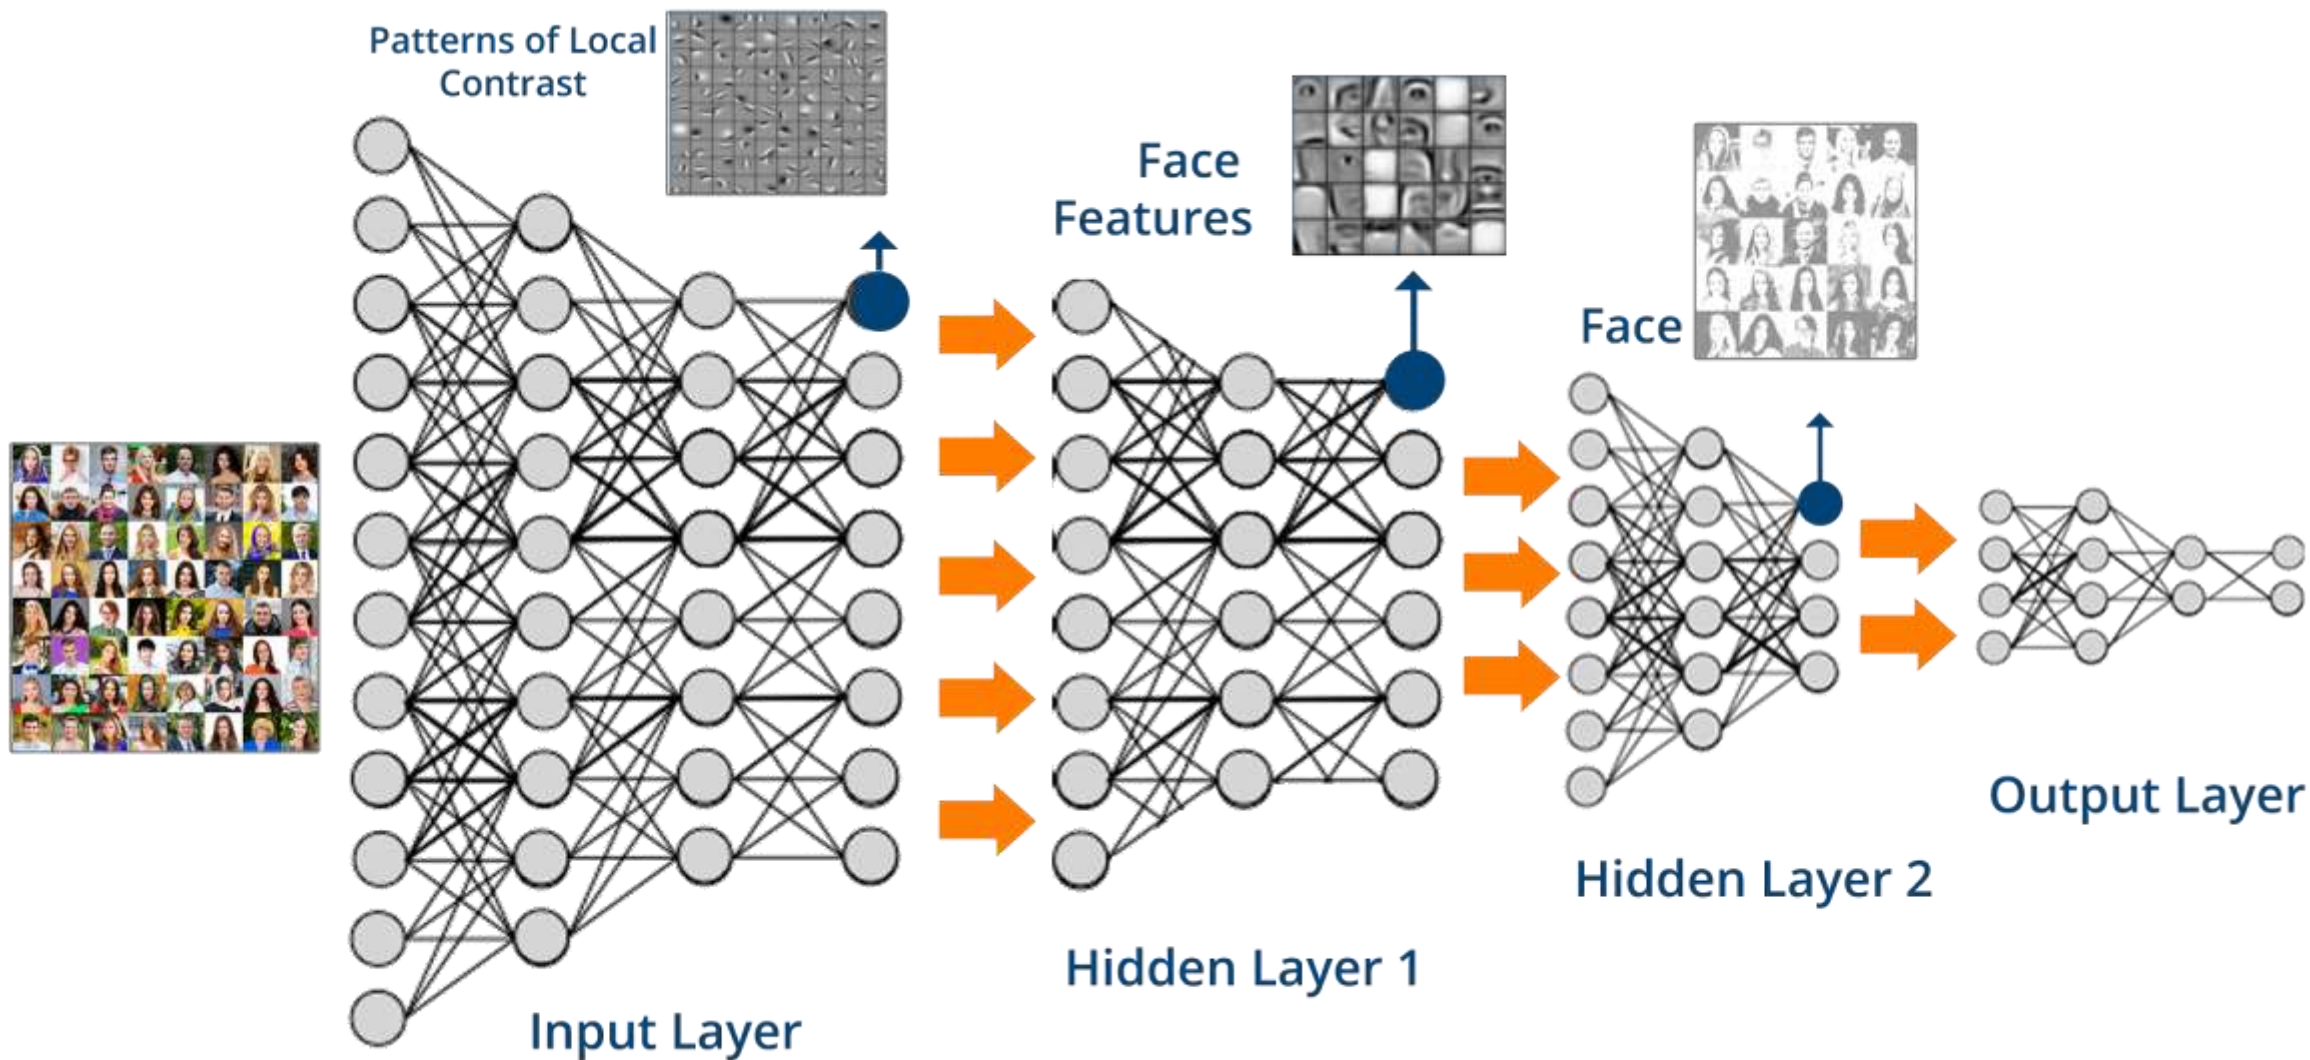 Patterns of Local
Contrast
Face
Features
Face
Input Layer
Hidden Layer 1
Hidden Layer 2
Output Layer